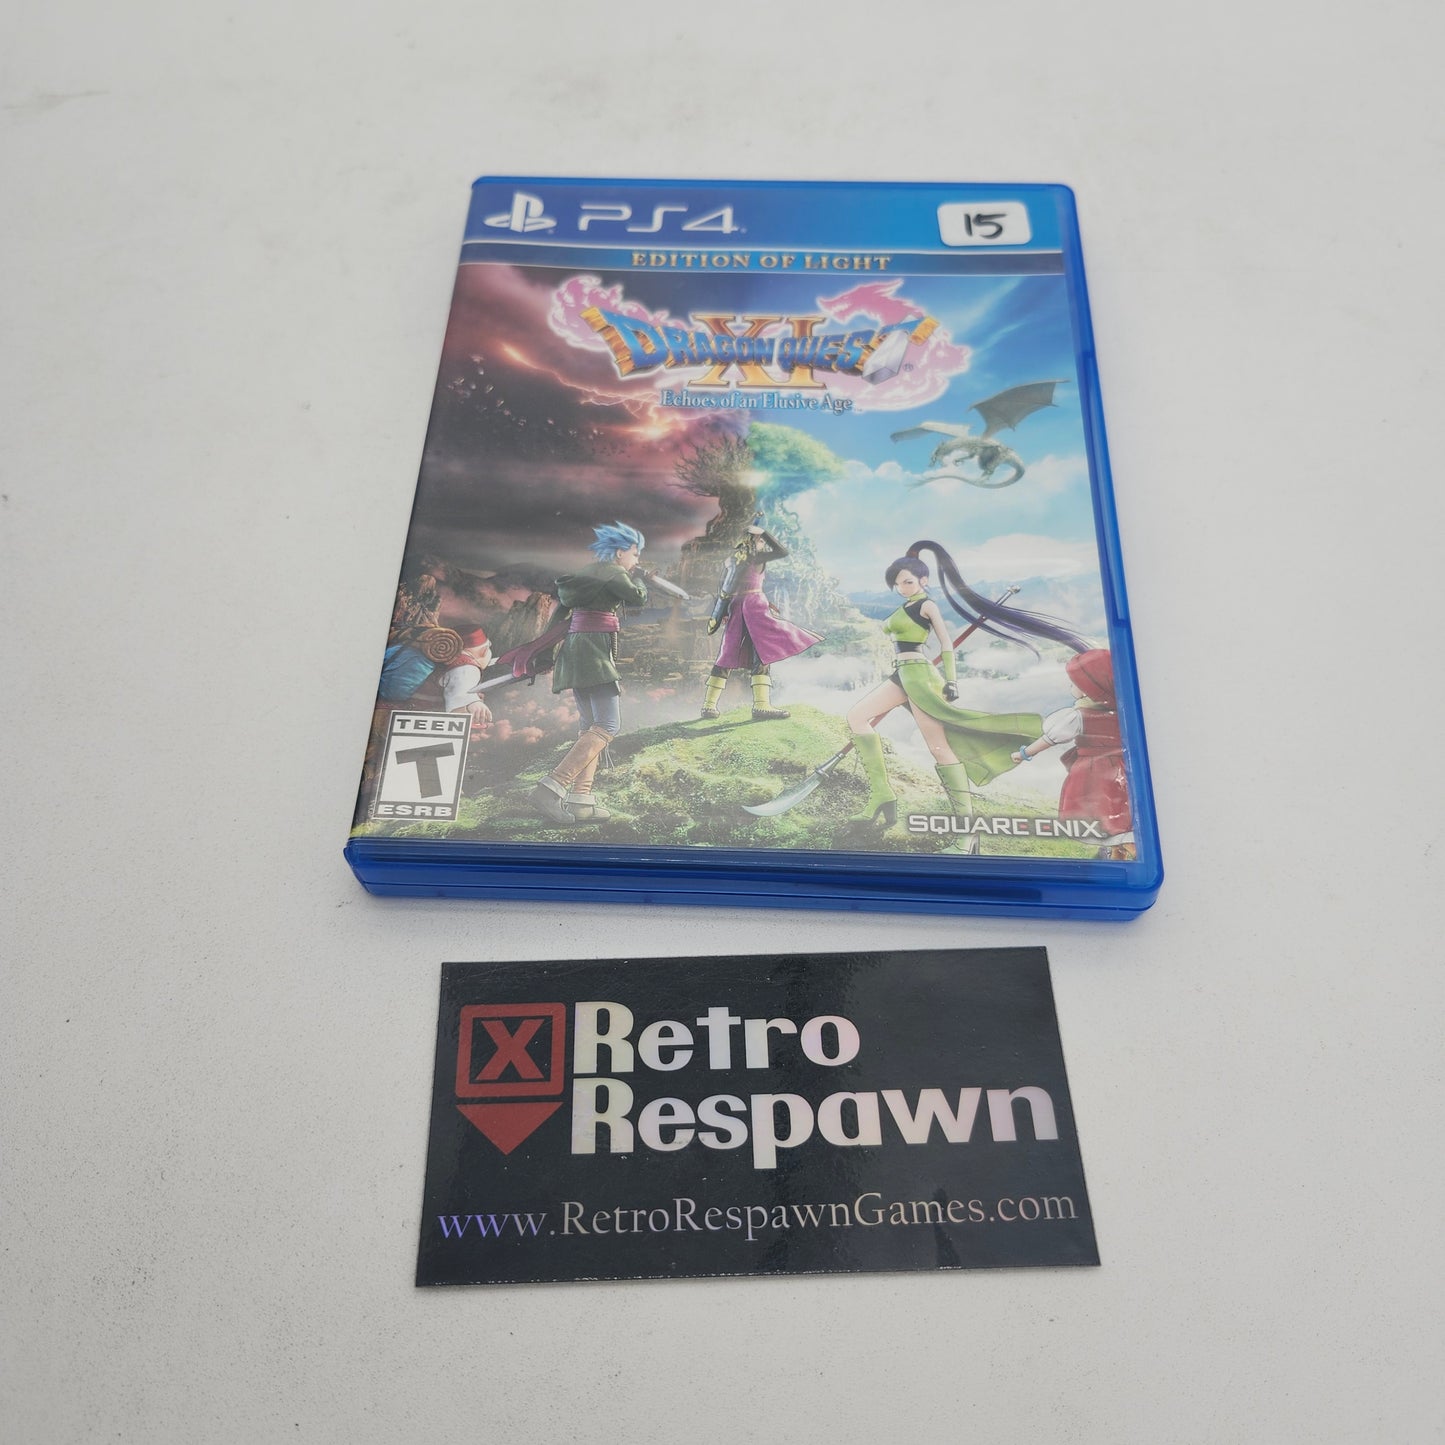 PS4
15
EDITION OF LIGHT
DRAGON QUEST
XI
Echoes of an Elusive Age
TEEN
T
ESRB
SQUARE ENIX
X
Retro
Respawn
www.RetroRespawnGames.com